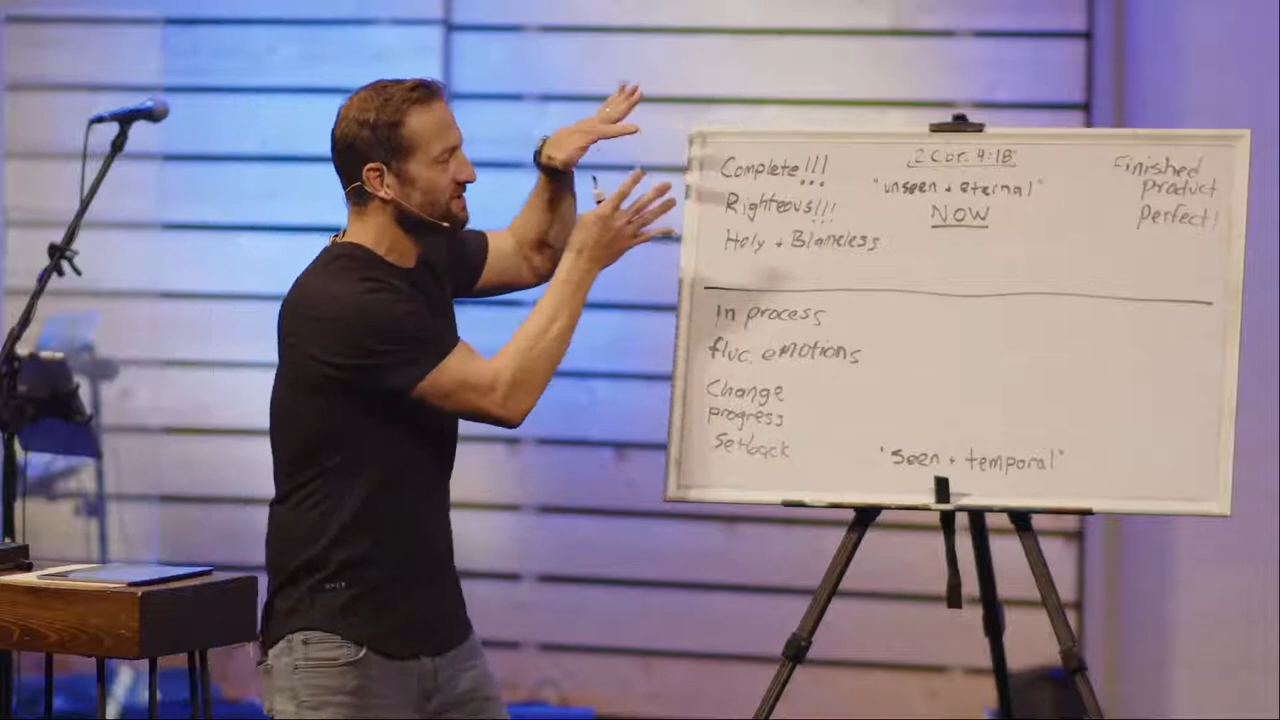 Complete!!!
Righteous!!!
Holy + Blameless
2 Cor. 4:18
"unseen + eternal"
NOW
Finished
product
Perfect!
In process
fluc. emotions
Change
progress
Setback
"Seen + temporal"